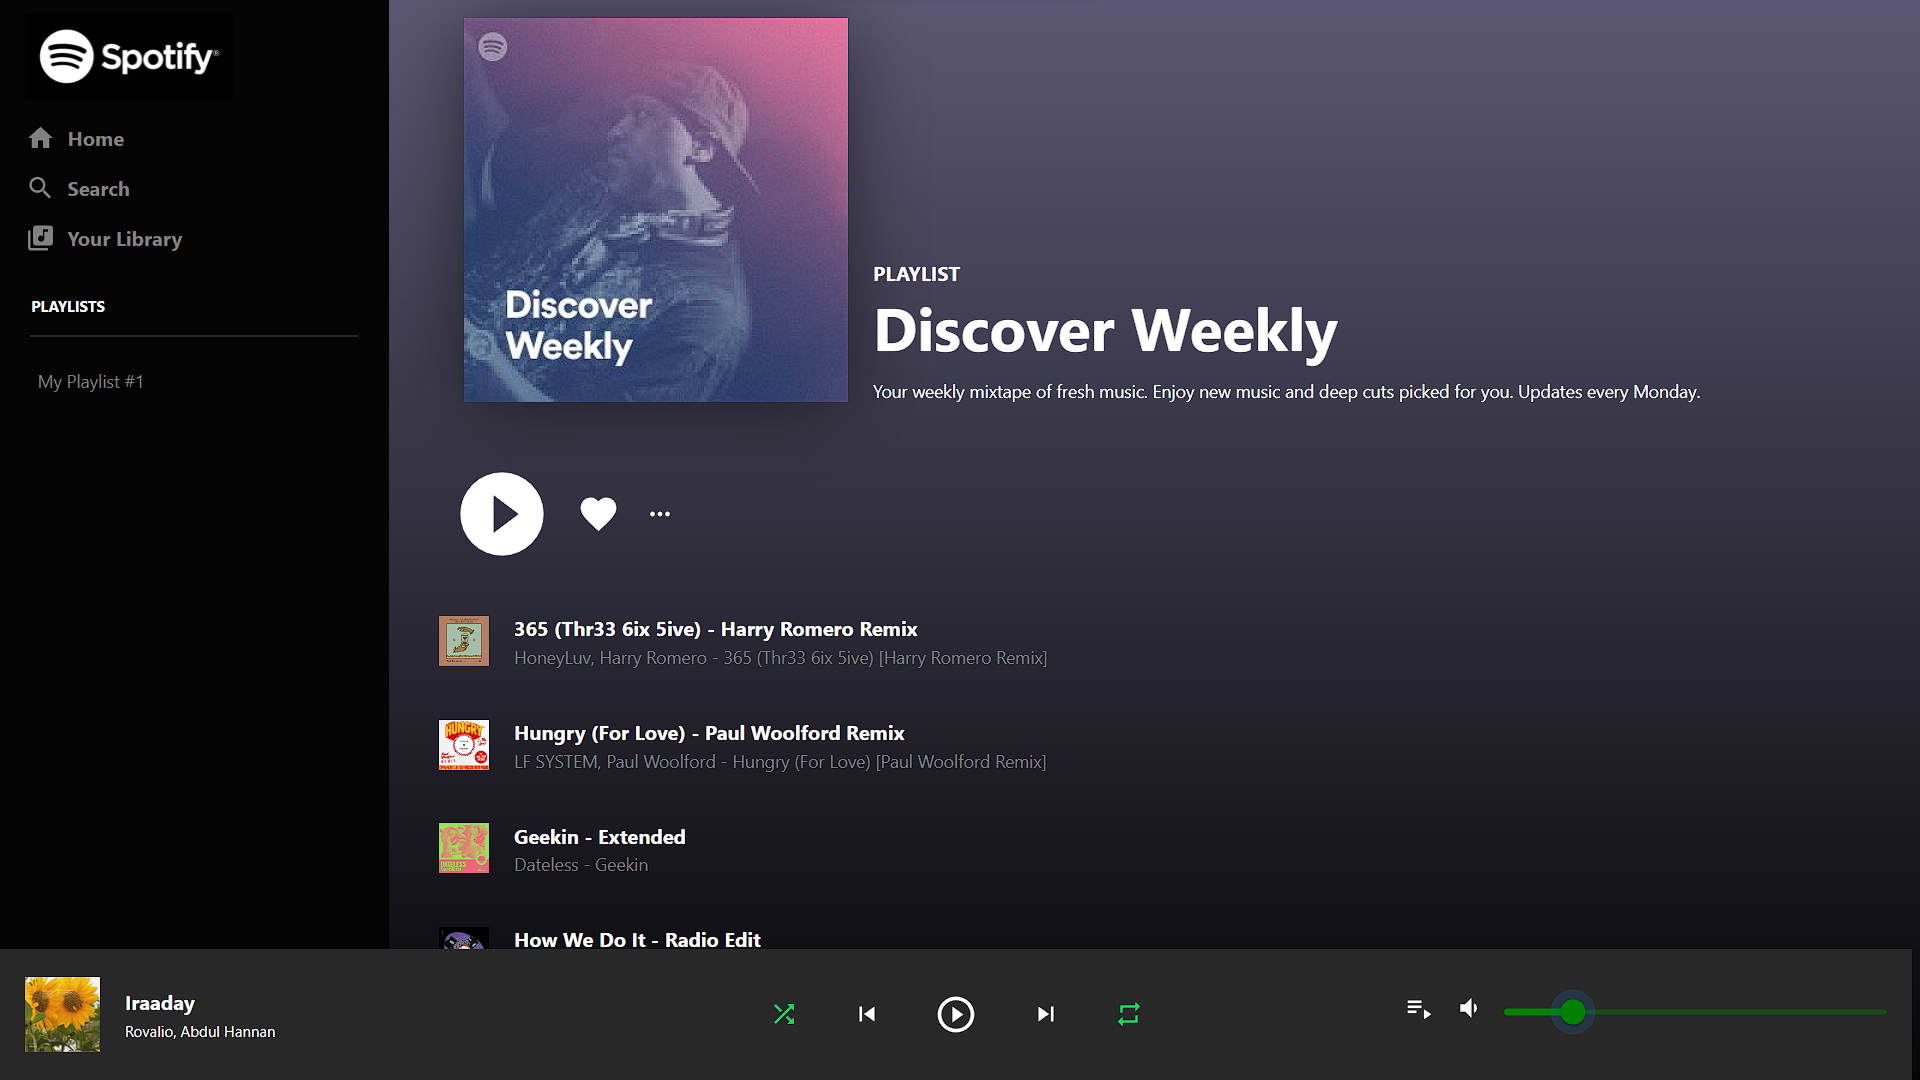 Spotify®
Home
Search
Your Library
PLAYLISTS
My Playlist #1
Discover
Weekly
PLAYLIST
Discover Weekly
Your weekly mixtape of fresh music. Enjoy new music and deep cuts picked for you. Updates every Monday.
365 (Thr33 6ix 5ive) - Harry Romero Remix
HoneyLuv, Harry Romero - 365 (Thr33 6ix 5ive) [Harry Romero Remix]
HUNGRY
Hungry (For Love) - Paul Woolford Remix
LF SYSTEM, Paul Woolford - Hungry (For Love) [Paul Woolford Remix]
Geekin - Extended
DATELESS
Geekin
Dateless - Geekin
How We Do It - Radio Edit
Iraaday
Rovalio, Abdul Hannan